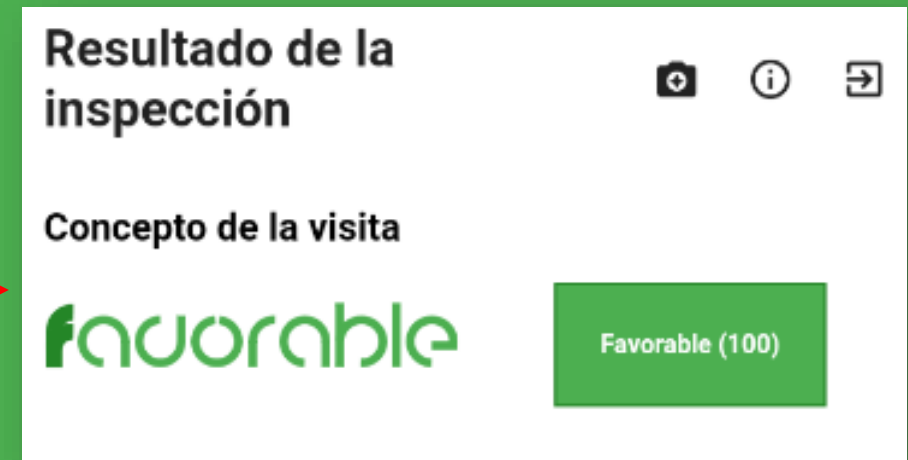 Resultado de la
inspección
Concepto de la visita
favorable
Favorable (100)